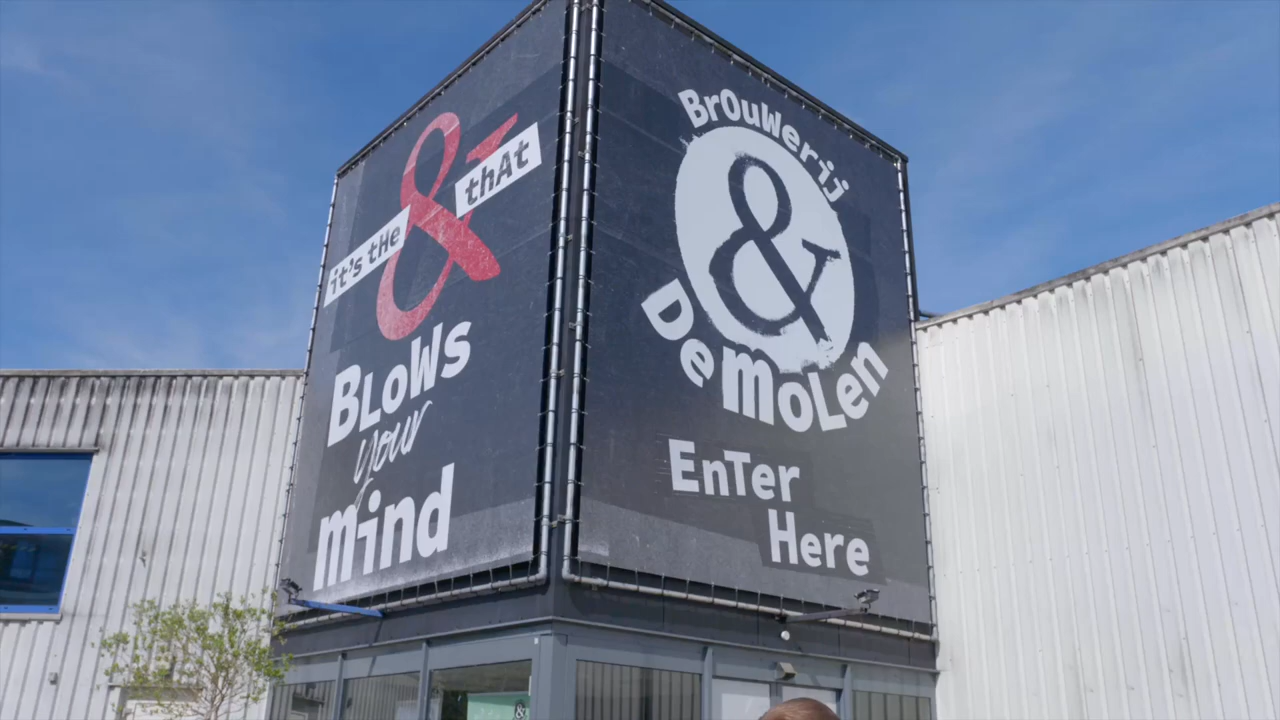 it's tHe
&
thAt
BLoWs
your
mind
BrOuWerij
&
De moLen
EnTer
Here
&